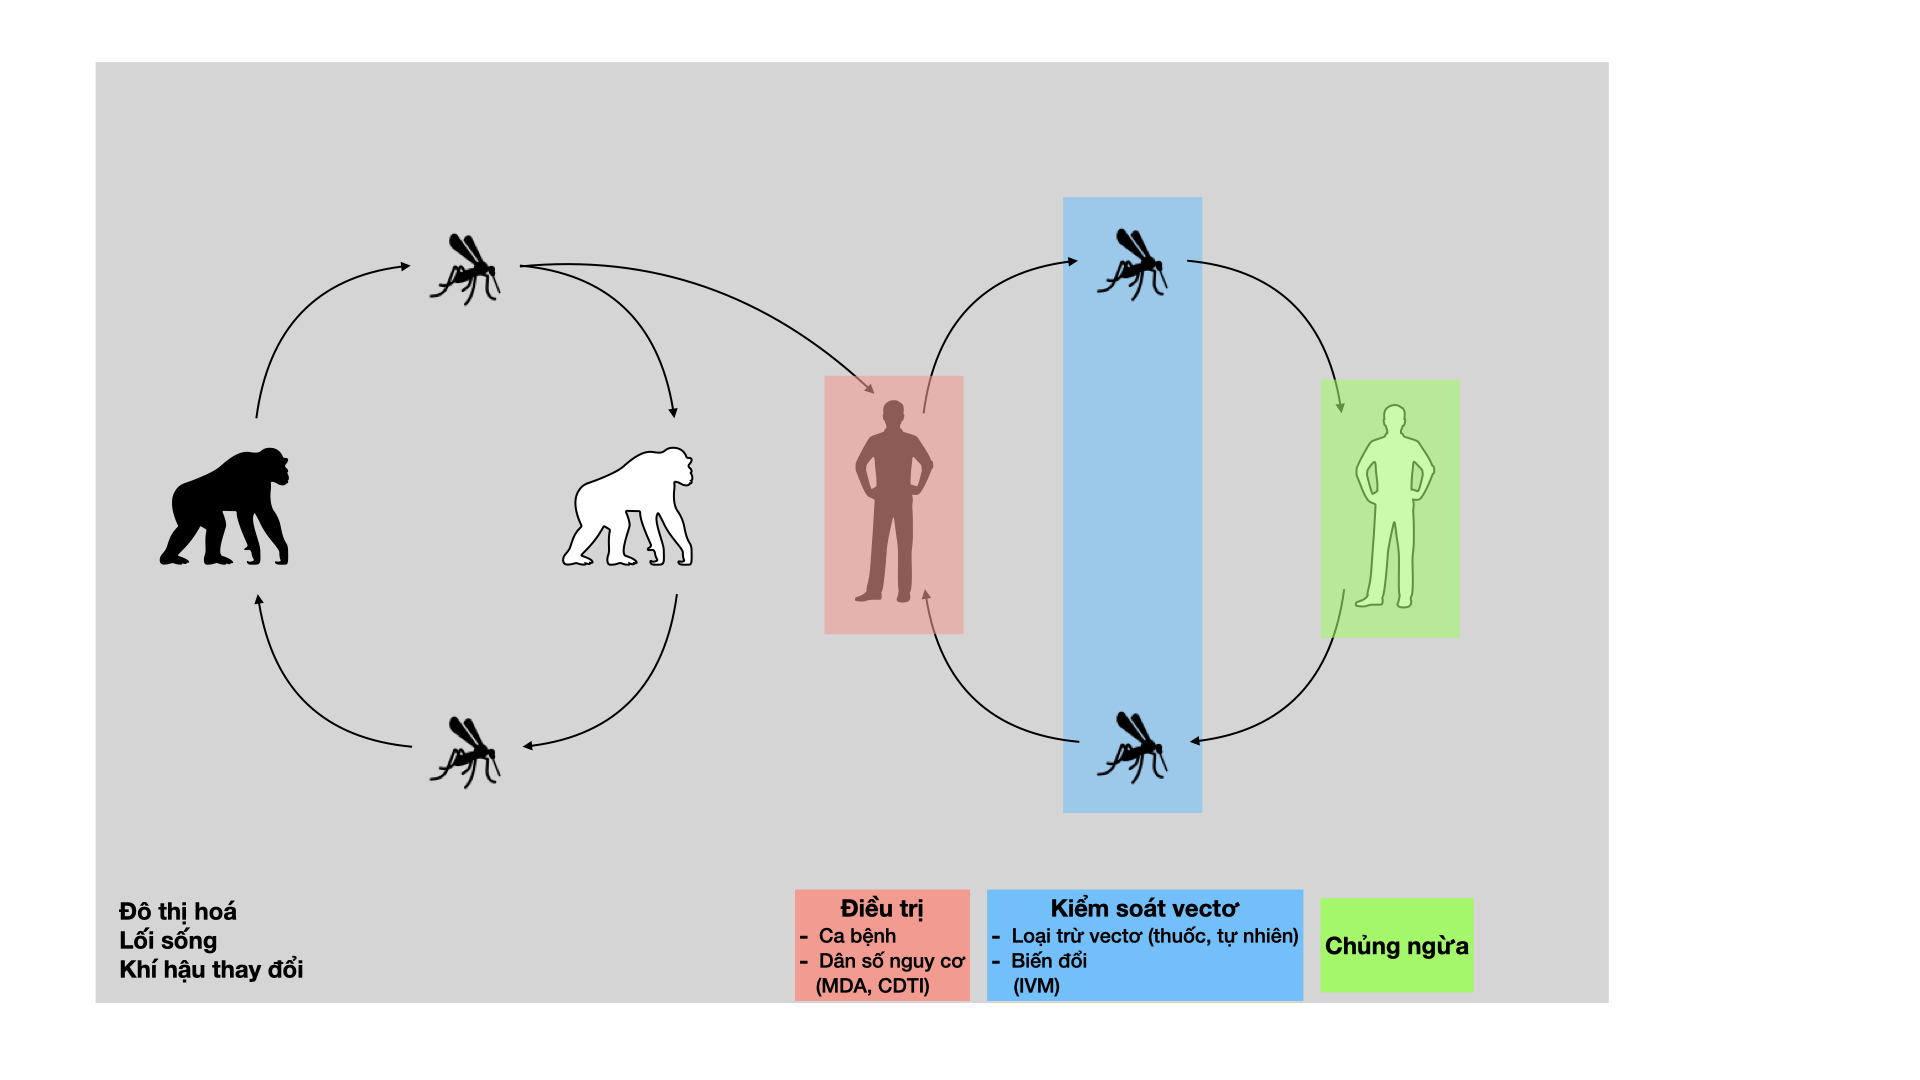 Đô thị hoá
Lối sống
Khí hậu thay đổi
Điều trị
- Ca bệnh
- Dân số nguy cơ
(MDA, CDTI)
Kiểm soát vectơ
- Loại trừ vectơ (thuốc, tự nhiên)
- Biến đổi
(IVM)
Chủng ngừa